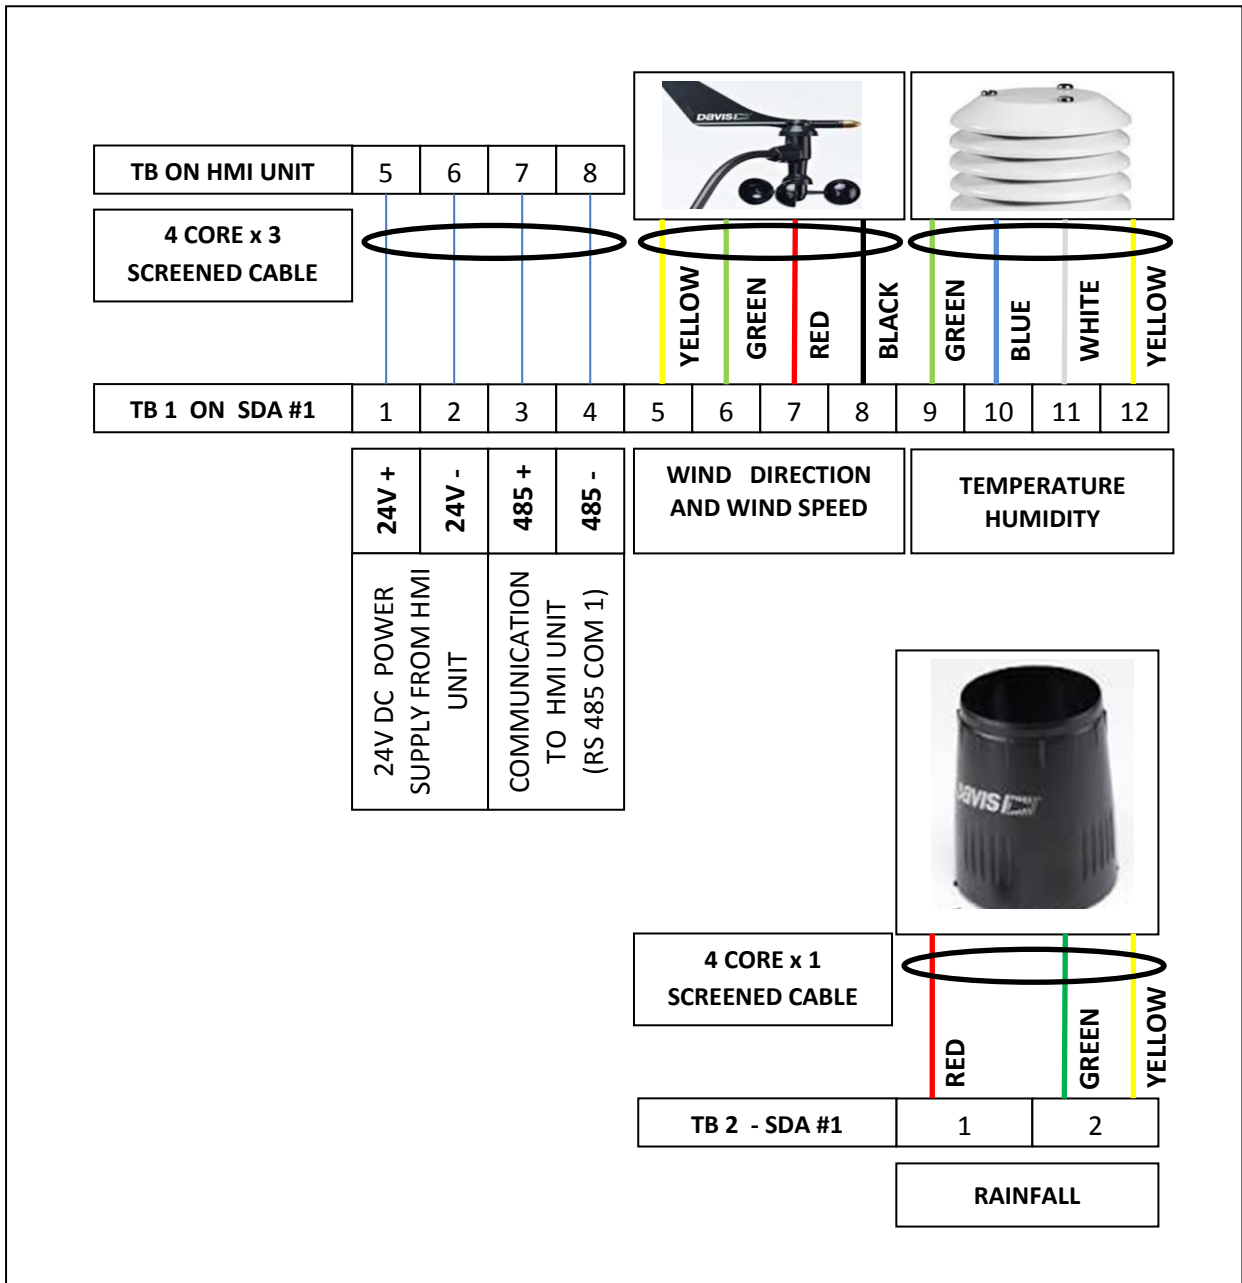 DAVIS
TB ON HMI UNIT
5
6
7
8
4 CORE x 3
SCREENED CABLE
YELLOW
GREEN
RED
BLACK
GREEN
BLUE
WHITE
YELLOW
TB 1 ON SDA #1
1
2
3
4
5
6
7
8
9
10
11
12
24V +
24V -
485 +
485 -
WIND DIRECTION
AND WIND SPEED
TEMPERATURE
HUMIDITY
24V DC POWER
SUPPLY FROM HMI
UNIT
COMMUNICATION
TO HMI UNIT
(RS 485 COM 1)
DAVIS
4 CORE x 1
SCREENED CABLE
RED
GREEN
YELLOW
TB 2 - SDA #1
1
2
RAINFALL